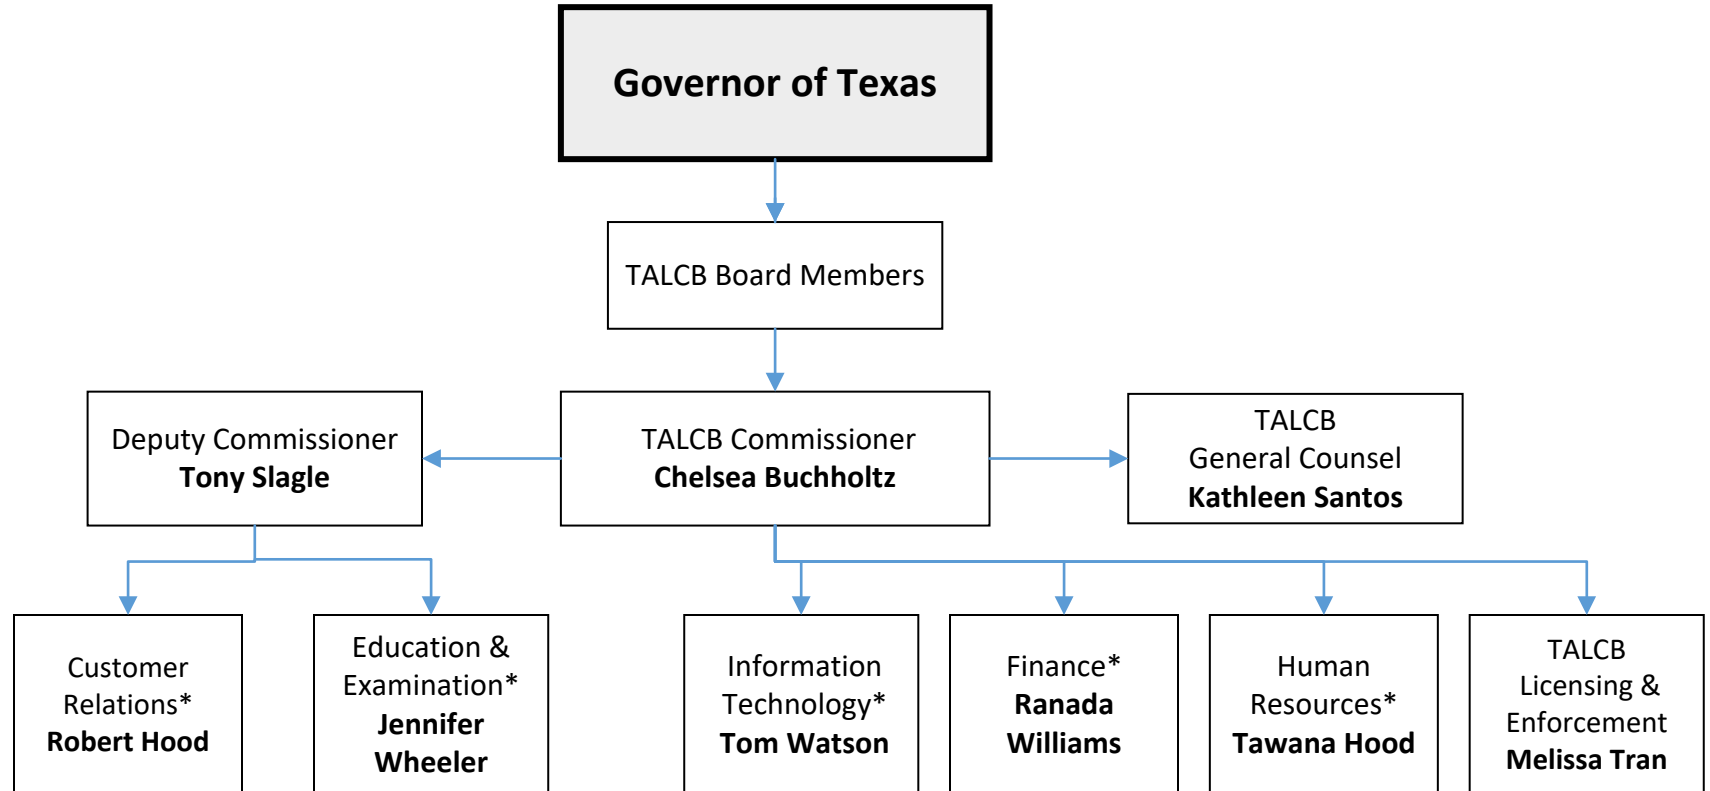 Governor of Texas
TALCB Board Members
Deputy Commissioner
Tony Slagle
TALCB Commissioner
Chelsea Buchholtz
TALCB
General Counsel
Kathleen Santos
Customer
Relations*
Robert Hood
Education &
Examination*
Jennifer
Wheeler
Information
Technology*
Tom Watson
Finance*
Ranada
Williams
Human
Resources*
Tawana Hood
TALCB
Licensing &
Enforcement
Melissa Tran